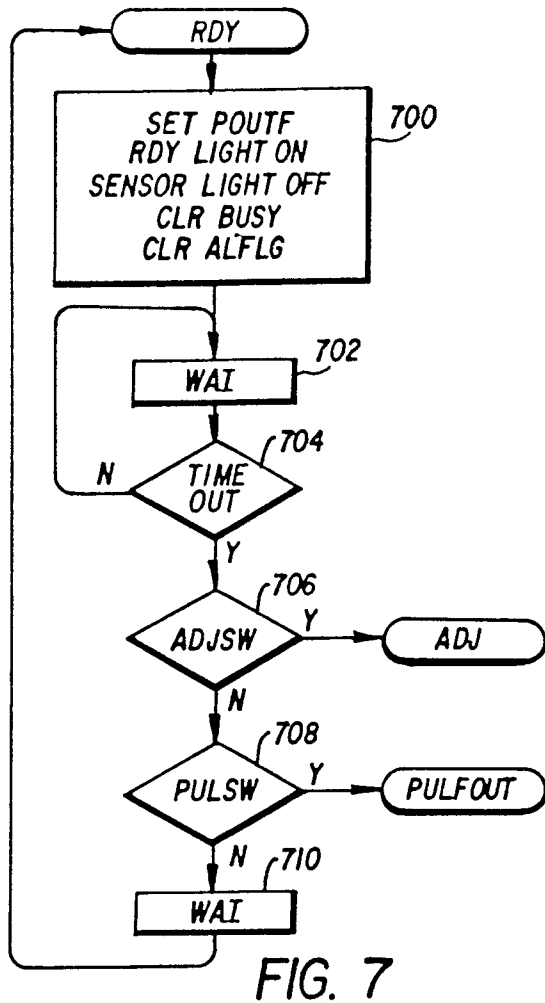 RDY
700
SET POUTF
RDY LIGHT ON
SENSOR LIGHT OFF
CLR BUSY
CLR ALFLG
702
WAI
704
N
TIME
OUT
Y
706
ADJSW
Y
ADJ
N
708
PULSW
Y
PULFOUT
N
710
WAI
FIG. 7